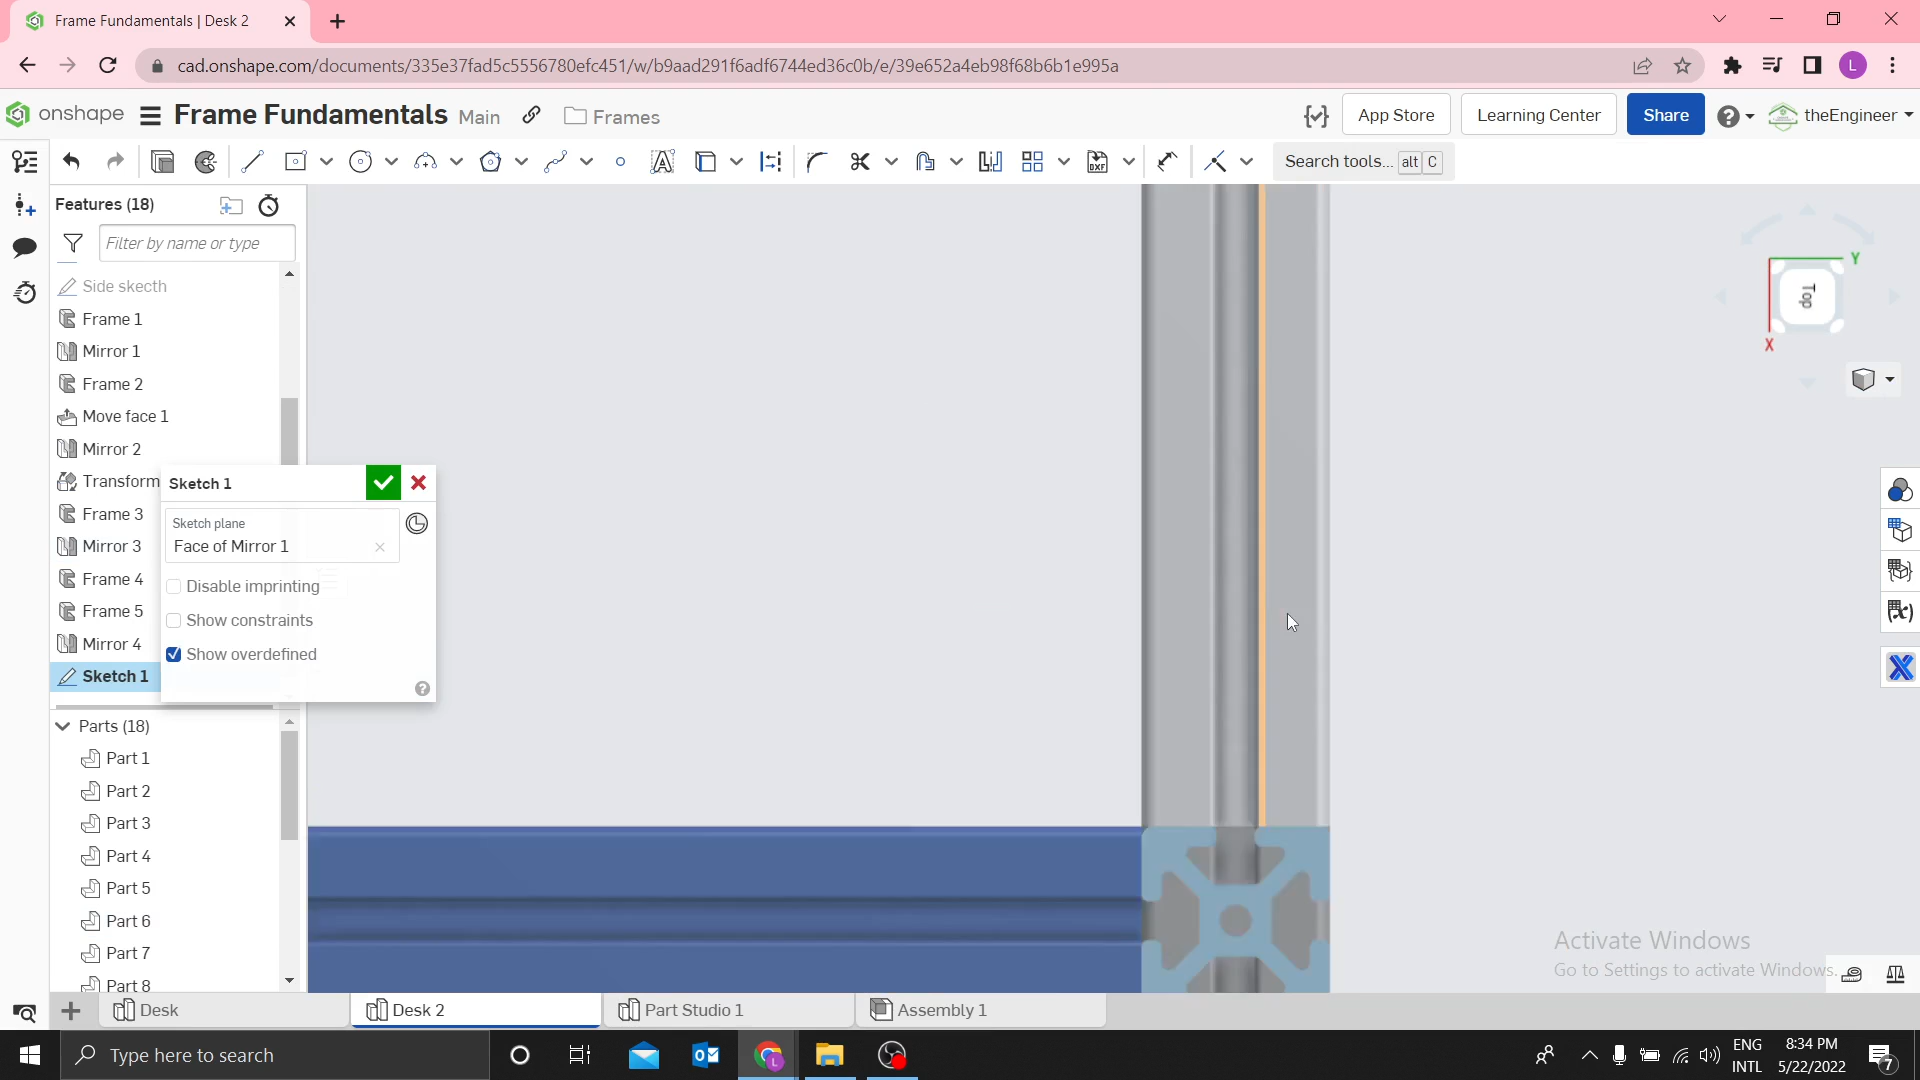 Frame Fundamentals | Desk 2
cad.onshape.com/documents/335e37fad5c5556780efc451/w/b9aad291f6adf6744ed36c0b/e/39e652a4eb98f68b6b1e995a
L
onshape
Frame Fundamentals
Main
Frames
App Store
Learning Center
Share
theEngineer
DXF
Search tools... alt C
Features (18)
Filter by name or type
Side skecth
Frame 1
Mirror 1
Frame 2
Move face 1
Mirror 2
Transform
Frame 3
Mirror 3
Frame 4
Frame 5
Mirror 4
Sketch 1
Sketch 1
Sketch plane
Face of Mirror 1
Disable imprinting
Show constraints
Show overdefined
Parts (18)
Part 1
Part 2
Part 3
Part 4
Part 5
Part 6
Part 7
Part 8
Y
Top
X
Activate Windows
Go to Settings to activate Windows.
Desk
Desk 2
Part Studio 1
Assembly 1
Type here to search
L
ENG
INTL
8:34 PM
5/22/2022
7